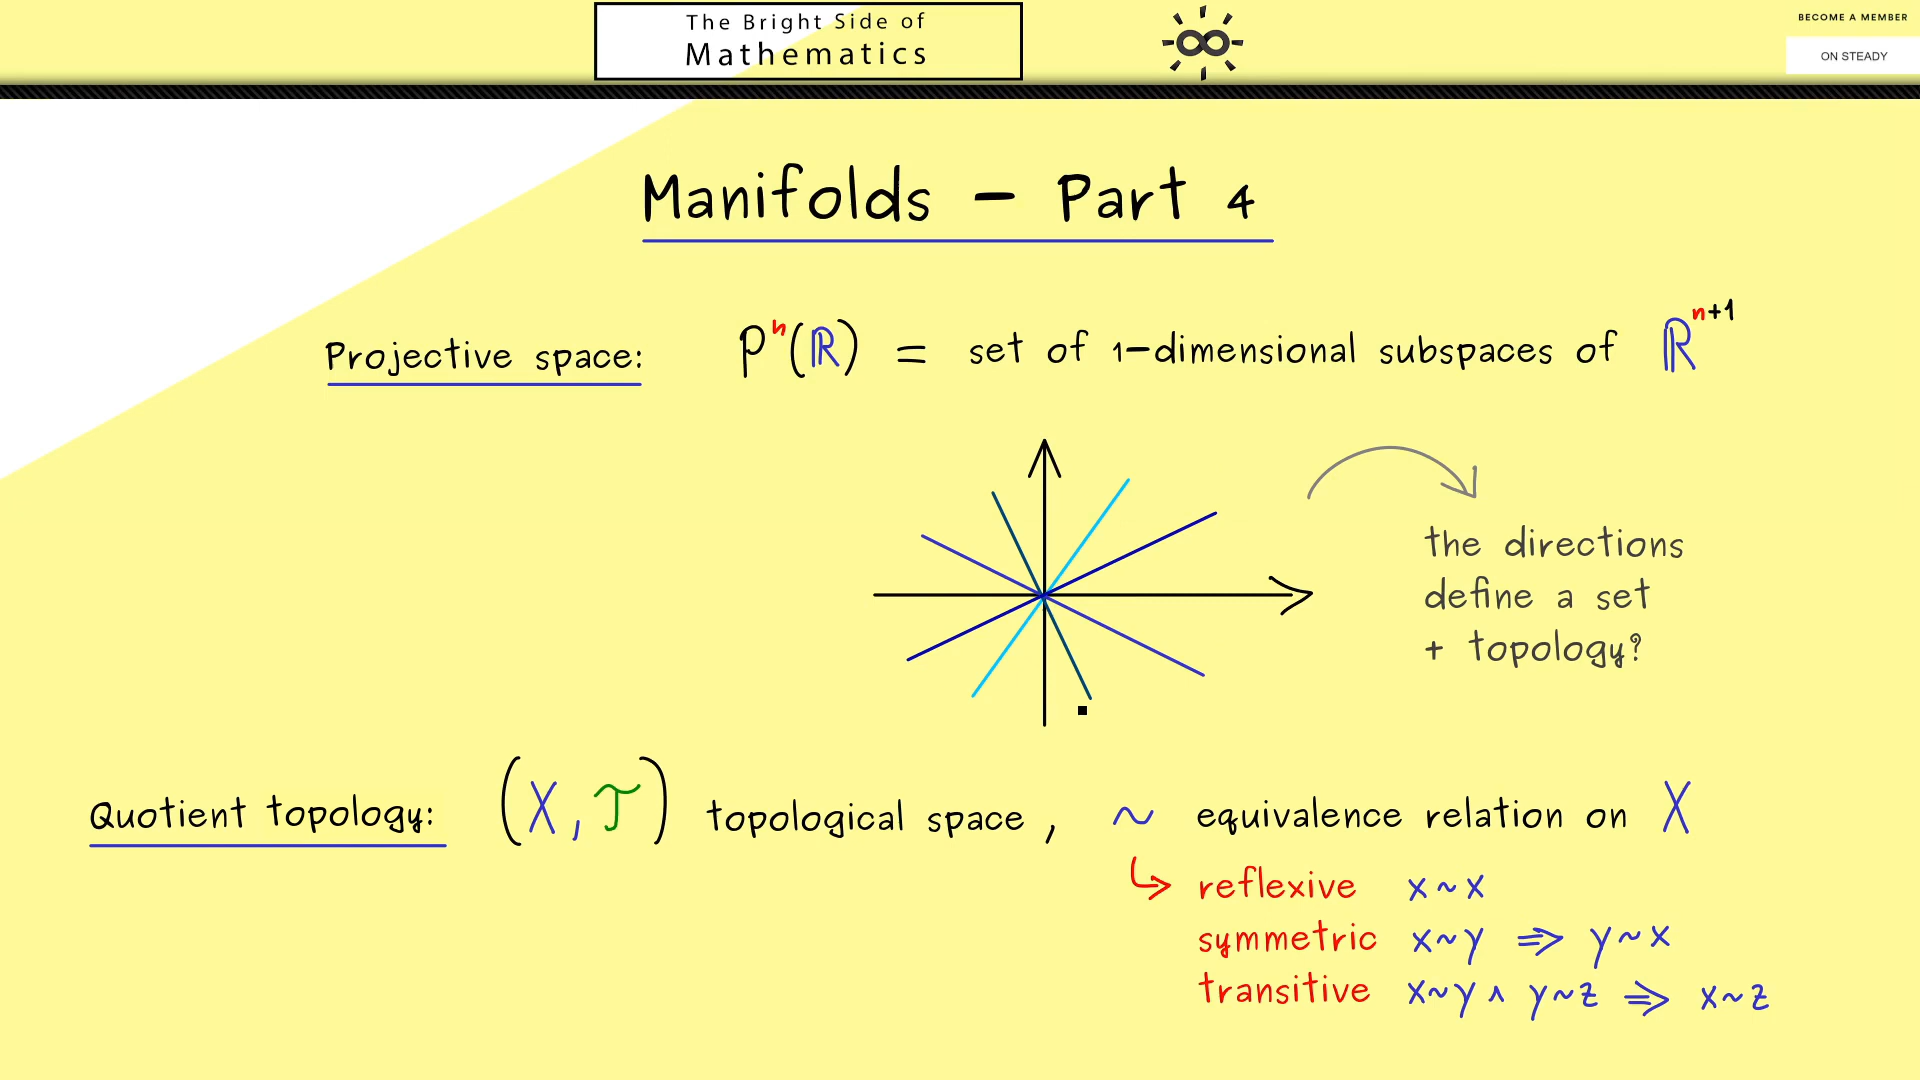 The Bright Side of
Mathematics
BECOME A MEMBER
ON STEADY
Manifolds - Part 4
Projective space: Pⁿ(ℝ) = set of 1-dimensional subspaces of ℝⁿ⁺¹
the directions
define a set
+ topology?
Quotient topology: (X, 𝒯) topological space, ~ equivalence relation on X
↳ reflexive x~x
symmetric x~y ⇒ y~x
transitive x~y ∧ y~z ⇒ x~z